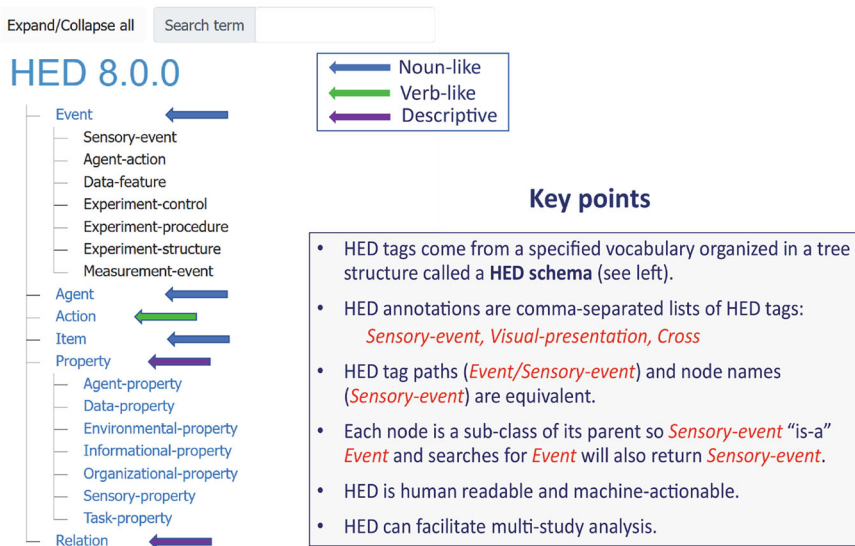 Expand/Collapse all
Search term
HED 8.0.0
Event
Sensory-event
Agent-action
Data-feature
Experiment-control
Experiment-procedure
Experiment-structure
Measurement-event
Agent
Action
Item
Property
Agent-property
Data-property
Environmental-property
Informational-property
Organizational-property
Sensory-property
Task-property
Relation
Noun-like
Verb-like
Descriptive
Key points
• HED tags come from a specified vocabulary organized in a tree
structure called a HED schema (see left).
• HED annotations are comma-separated lists of HED tags:
Sensory-event, Visual-presentation, Cross
• HED tag paths (Event/Sensory-event) and node names
(Sensory-event) are equivalent.
• Each node is a sub-class of its parent so Sensory-event “is-a”
Event and searches for Event will also return Sensory-event.
• HED is human readable and machine-actionable.
• HED can facilitate multi-study analysis.